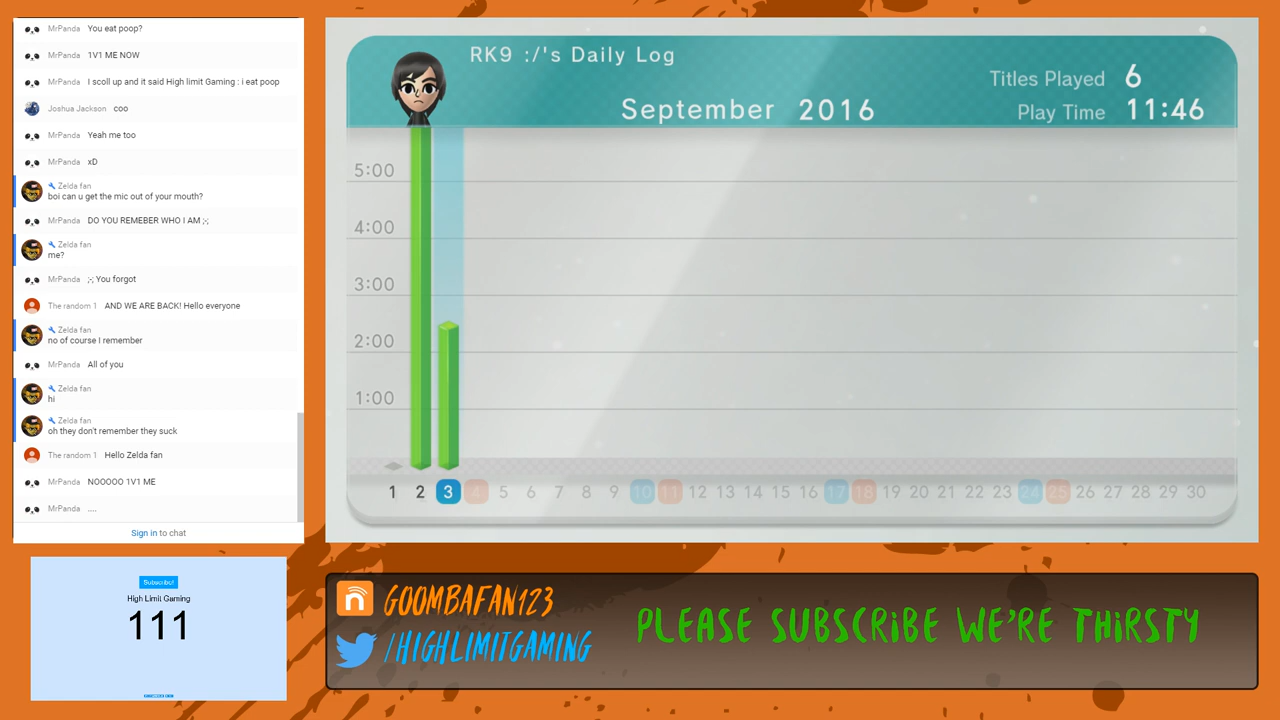 MrPanda You eat poop?
MrPanda 1V1 ME NOW
MrPanda I scoll up and it said High limit Gaming : i eat poop
Joshua Jackson coo
MrPanda Yeah me too
MrPanda xD
Zelda fan
boi can u get the mic out of your mouth?
MrPanda DO YOU REMEBER WHO I AM ;-;
Zelda fan
me?
MrPanda ;-; You forgot
The random 1 AND WE ARE BACK! Hello everyone
Zelda fan
no of course I remember
MrPanda All of you
Zelda fan
hi
Zelda fan
oh they don't remember they suck
The random 1 Hello Zelda fan
MrPanda NOOOOO 1V1 ME
MrPanda ....
Sign in to chat
Subscribe!
High Limit Gaming
111
RK9 :/'s Daily Log
September 2016
Titles Played 6
Play Time 11:46
5:00
4:00
3:00
2:00
1:00
1 2 3 4 5 6 7 8 9 10 11 12 13 14 15 16 17 18 19 20 21 22 23 24 25 26 27 28 29 30
GOOMBAFAN123
/HIGHLIMITGAMING
PLEASE SUBSCRIBE WE'RE THIRSTY